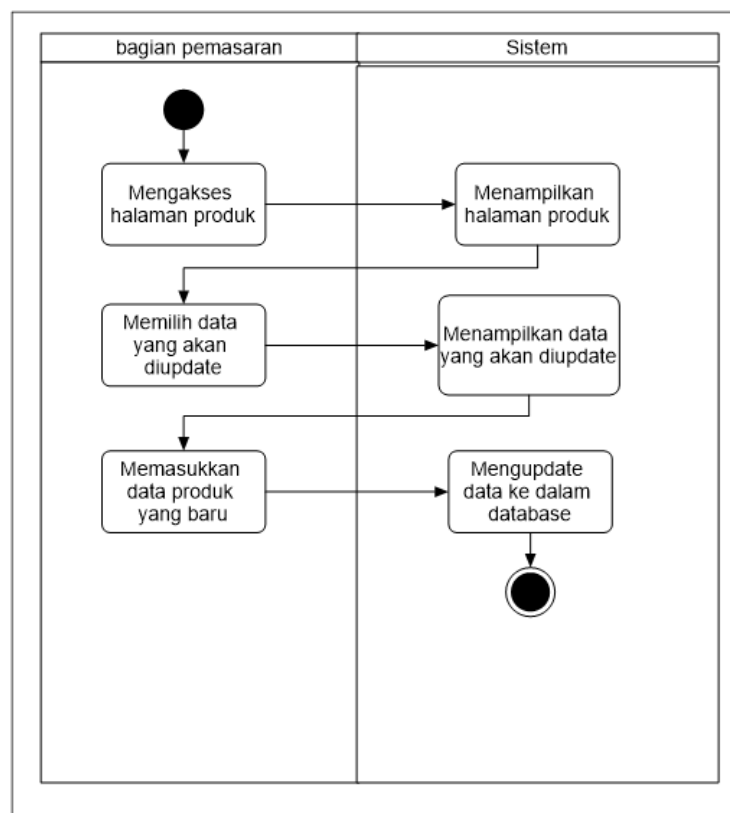 bagian pemasaran
Sistem
Mengakses
halaman produk
Menampilkan
halaman produk
Memilih data
yang akan
diupdate
Menampilkan data
yang akan diupdate
Memasukkan
data produk
yang baru
Mengupdate
data ke dalam
database